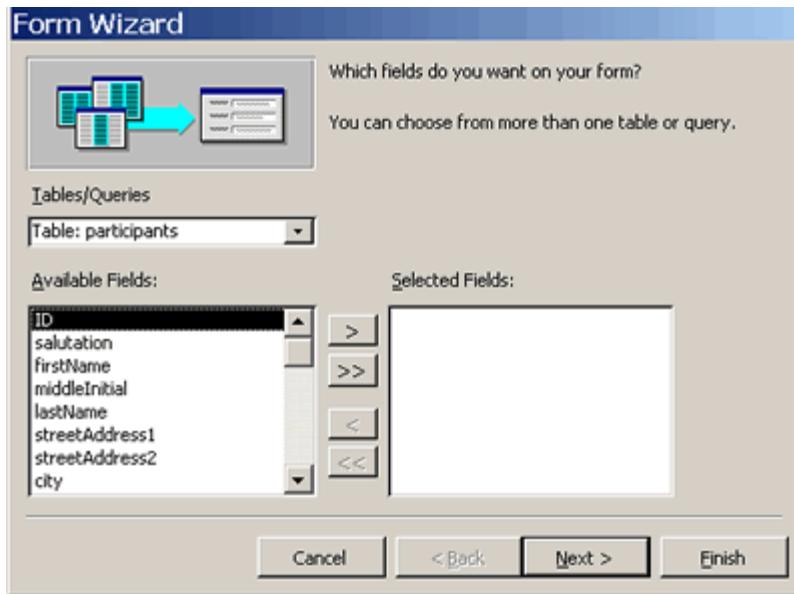 Form Wizard
Which fields do you want on your form?
You can choose from more than one table or query.
Tables/Queries
Table: participants
Available Fields:
Selected Fields:
ID
salutation
firstName
middleInitial
lastName
streetAddress1
streetAddress2
city
>
>>
<
<<
Cancel
< Back
Next >
Finish